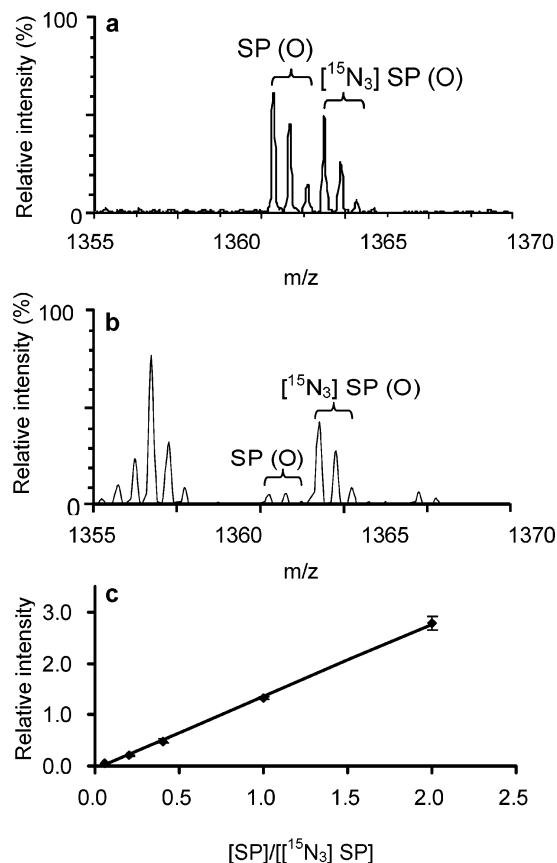 a
100
0
Relative intensity (%)
SP (O)
[¹⁵N₃] SP (O)
1355 1360 1365 1370
m/z
b
100
0
Relative intensity (%)
SP (O)
[¹⁵N₃] SP (O)
1355 1360 1365 1370
m/z
c
3.0
2.0
1.0
0.0
Relative intensity
0.0 0.5 1.0 1.5 2.0 2.5
[SP]/[[¹⁵N₃] SP]